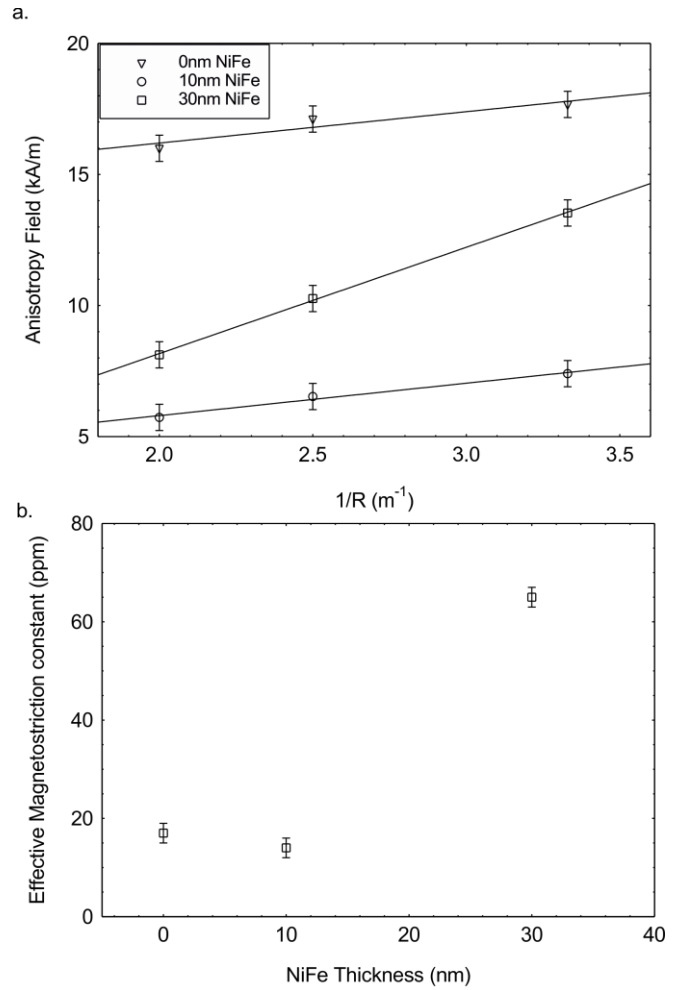 a.
20
15
10
5
Anisotropy Field (kA/m)
0nm NiFe
10nm NiFe
30nm NiFe
2.0 2.5 3.0 3.5
1/R (m⁻¹)
b.
80
60
40
20
0
Effective Magnetostriction constant (ppm)
0 10 20 30 40
NiFe Thickness (nm)